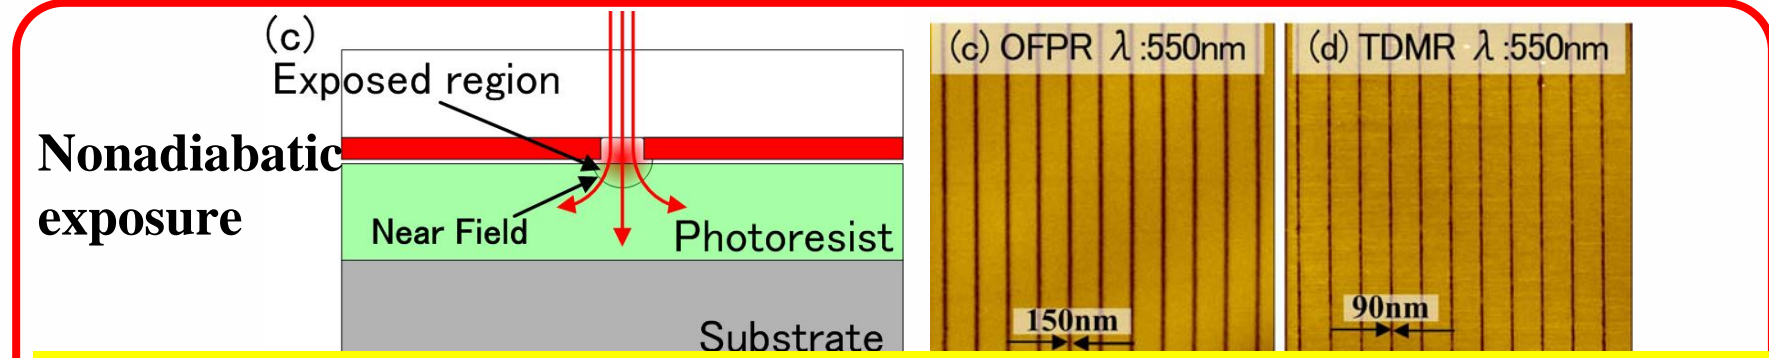 Nonadiabatic
exposure
(c)
Exposed region
Near Field
Photoresist
Substrate
(c) OFPR λ:550nm
150nm
(d) TDMR λ:550nm
90nm